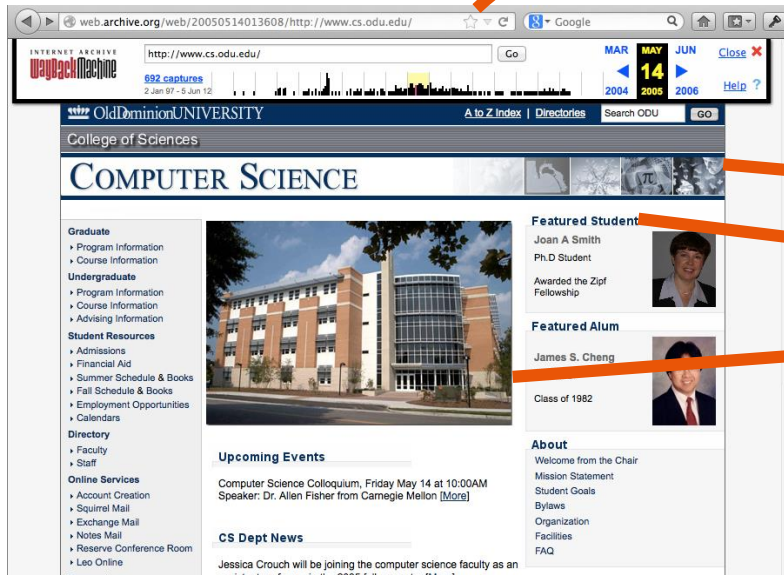 web.archive.org/web/20050514013608/http://www.cs.odu.edu/
Google
INTERNET ARCHIVE
WayBackMachine
http://www.cs.odu.edu/
Go
692 captures
2 Jan 97 - 5 Jun 12
MAR MAY JUN
14
2004 2005 2006
Close
Help ?
OldDominionUNIVERSITY
A to Z Index | Directories
Search ODU
GO
College of Sciences
COMPUTER SCIENCE
π
Graduate
Program Information
Course Information
Undergraduate
Program Information
Course Information
Advising Information
Student Resources
Admissions
Financial Aid
Summer Schedule & Books
Fall Schedule & Books
Employment Opportunities
Calendars
Directory
Faculty
Staff
Online Services
Account Creation
Squirrel Mail
Exchange Mail
Notes Mail
Reserve Conference Room
Leo Online
Upcoming Events
Computer Science Colloquium, Friday May 14 at 10:00AM
Speaker: Dr. Allen Fisher from Carnegie Mellon [More]
CS Dept News
Jessica Crouch will be joining the computer science faculty as an
Featured Student
Joan A Smith
Ph.D Student
Awarded the Zipf
Fellowship
Featured Alum
James S. Cheng
Class of 1982
About
Welcome from the Chair
Mission Statement
Student Goals
Bylaws
Organization
Facilities
FAQ